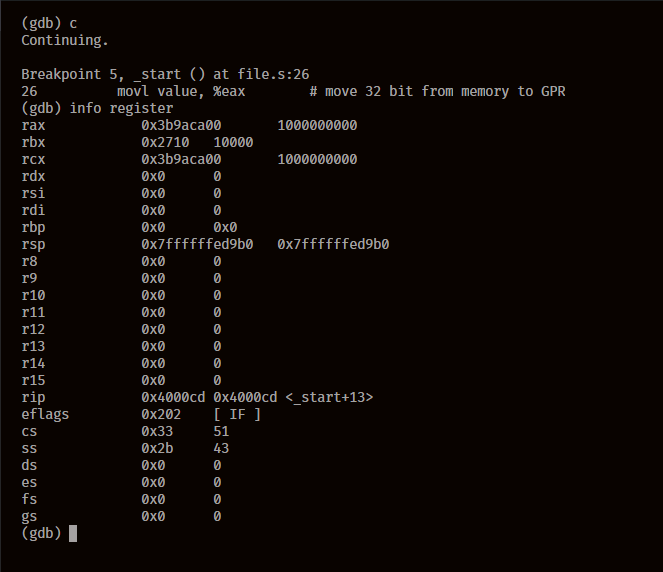 (gdb) c
Continuing.
Breakpoint 5, _start () at file.s:26
26          movl value, %eax        # move 32 bit from memory to GPR
(gdb) info register
rax            0x3b9aca00       1000000000
rbx            0x2710   10000
rcx            0x3b9aca00       1000000000
rdx            0x0      0
rsi            0x0      0
rdi            0x0      0
rbp            0x0      0x0
rsp            0x7ffffffed9b0   0x7ffffffed9b0
r8             0x0      0
r9             0x0      0
r10            0x0      0
r11            0x0      0
r12            0x0      0
r13            0x0      0
r14            0x0      0
r15            0x0      0
rip            0x4000cd 0x4000cd <_start+13>
eflags         0x202    [ IF ]
cs             0x33     51
ss             0x2b     43
ds             0x0      0
es             0x0      0
fs             0x0      0
gs             0x0      0
(gdb)